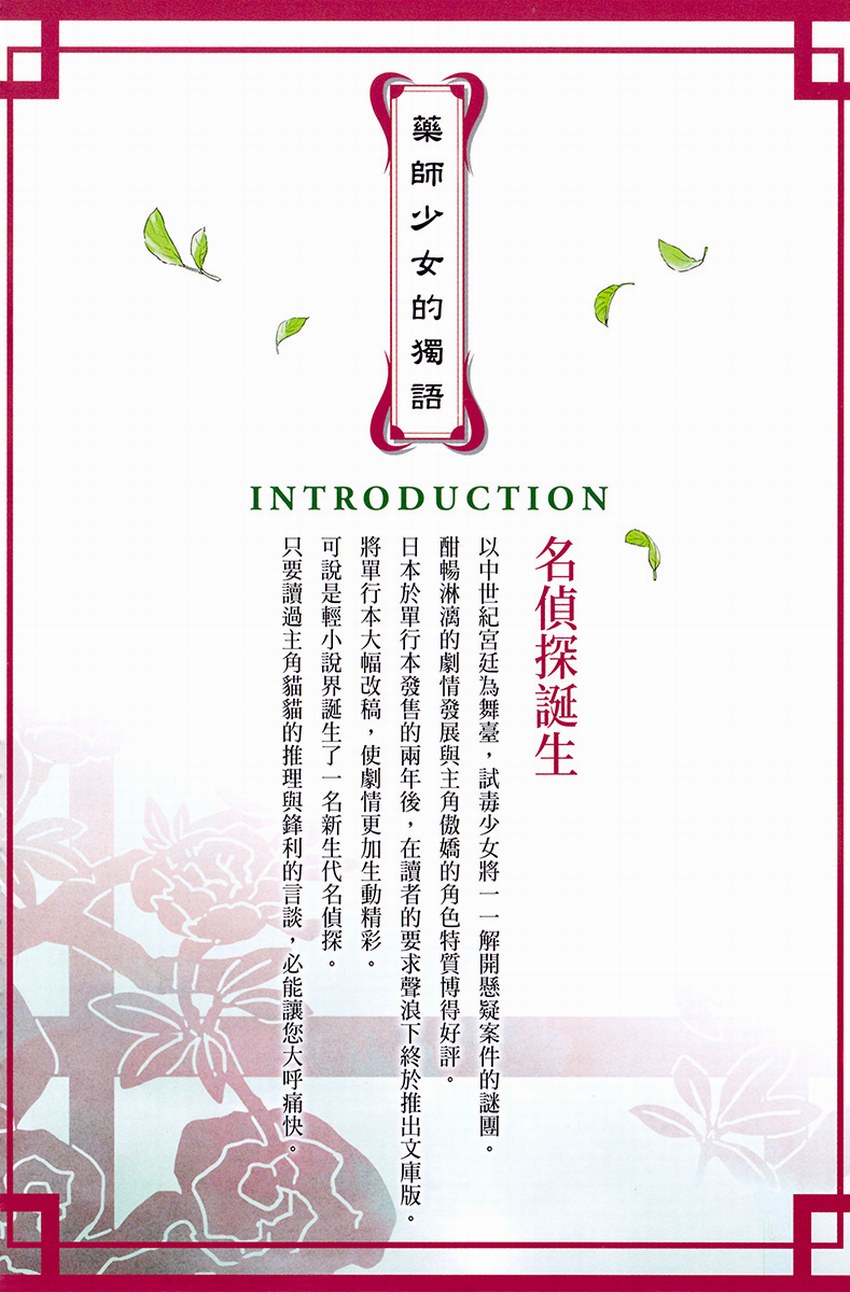 藥師少女的獨語
INTRODUCTION
名偵探誕生
以中世紀宮廷為舞臺，試毒少女將一一解開懸疑案件的謎團。
酣暢淋漓的劇情發展與主角傲嬌的角色特質博得好評。
日本於單行本發售的兩年後，在讀者的要求聲浪下終於推出文庫版。
將單行本大幅改稿，使劇情更加生動精彩。
可說是輕小說界誕生了一名新生代名偵探。
只要讀過主角貓貓的推理與鋒利的言談，必能讓您大呼痛快。